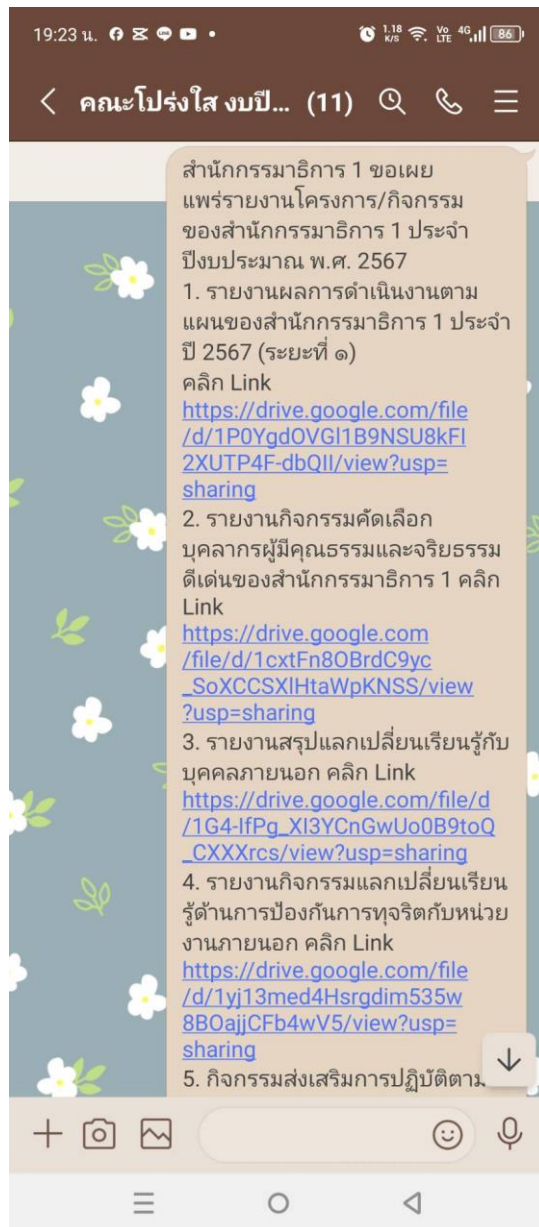 19:23 น.
1.18 K/S Vo LTE 4G 86
คณะโปร่งใส งบปี... (11)
สำนักกรรมาธิการ 1 ขอเผย
แพร่รายงานโครงการ/กิจกรรม
ของสำนักกรรมาธิการ 1 ประจำ
ปีงบประมาณ พ.ศ. 2567
1. รายงานผลการดำเนินงานตาม
แผนของสำนักกรรมาธิการ 1 ประจำ
ปี 2567 (ระยะที่ ๑)
คลิก Link
https://drive.google.com/file
/d/1P0YgdOVGl1B9NSU8kFI
2XUTP4F-dbQII/view?usp=
sharing
2. รายงานกิจกรรมคัดเลือก
บุคลากรผู้มีคุณธรรมและจริยธรรม
ดีเด่นของสำนักกรรมาธิการ 1 คลิก
Link
https://drive.google.com
/file/d/1cxtFn8OBrdC9yc
_SoXCCSXlHtaWpKNSS/view
?usp=sharing
3. รายงานสรุปแลกเปลี่ยนเรียนรู้กับ
บุคคลภายนอก คลิก Link
https://drive.google.com/file/d
/1G4-IfPg_XI3YCnGwUo0B9toQ
_CXXXrcs/view?usp=sharing
4. รายงานกิจกรรมแลกเปลี่ยนเรียน
รู้ด้านการป้องกันการทุจริตกับหน่วย
งานภายนอก คลิก Link
https://drive.google.com/file
/d/1yj13med4Hsrgdim535w
8BOajjCFb4wV5/view?usp=
sharing
5. กิจกรรมส่งเสริมการปฏิบัติตาม